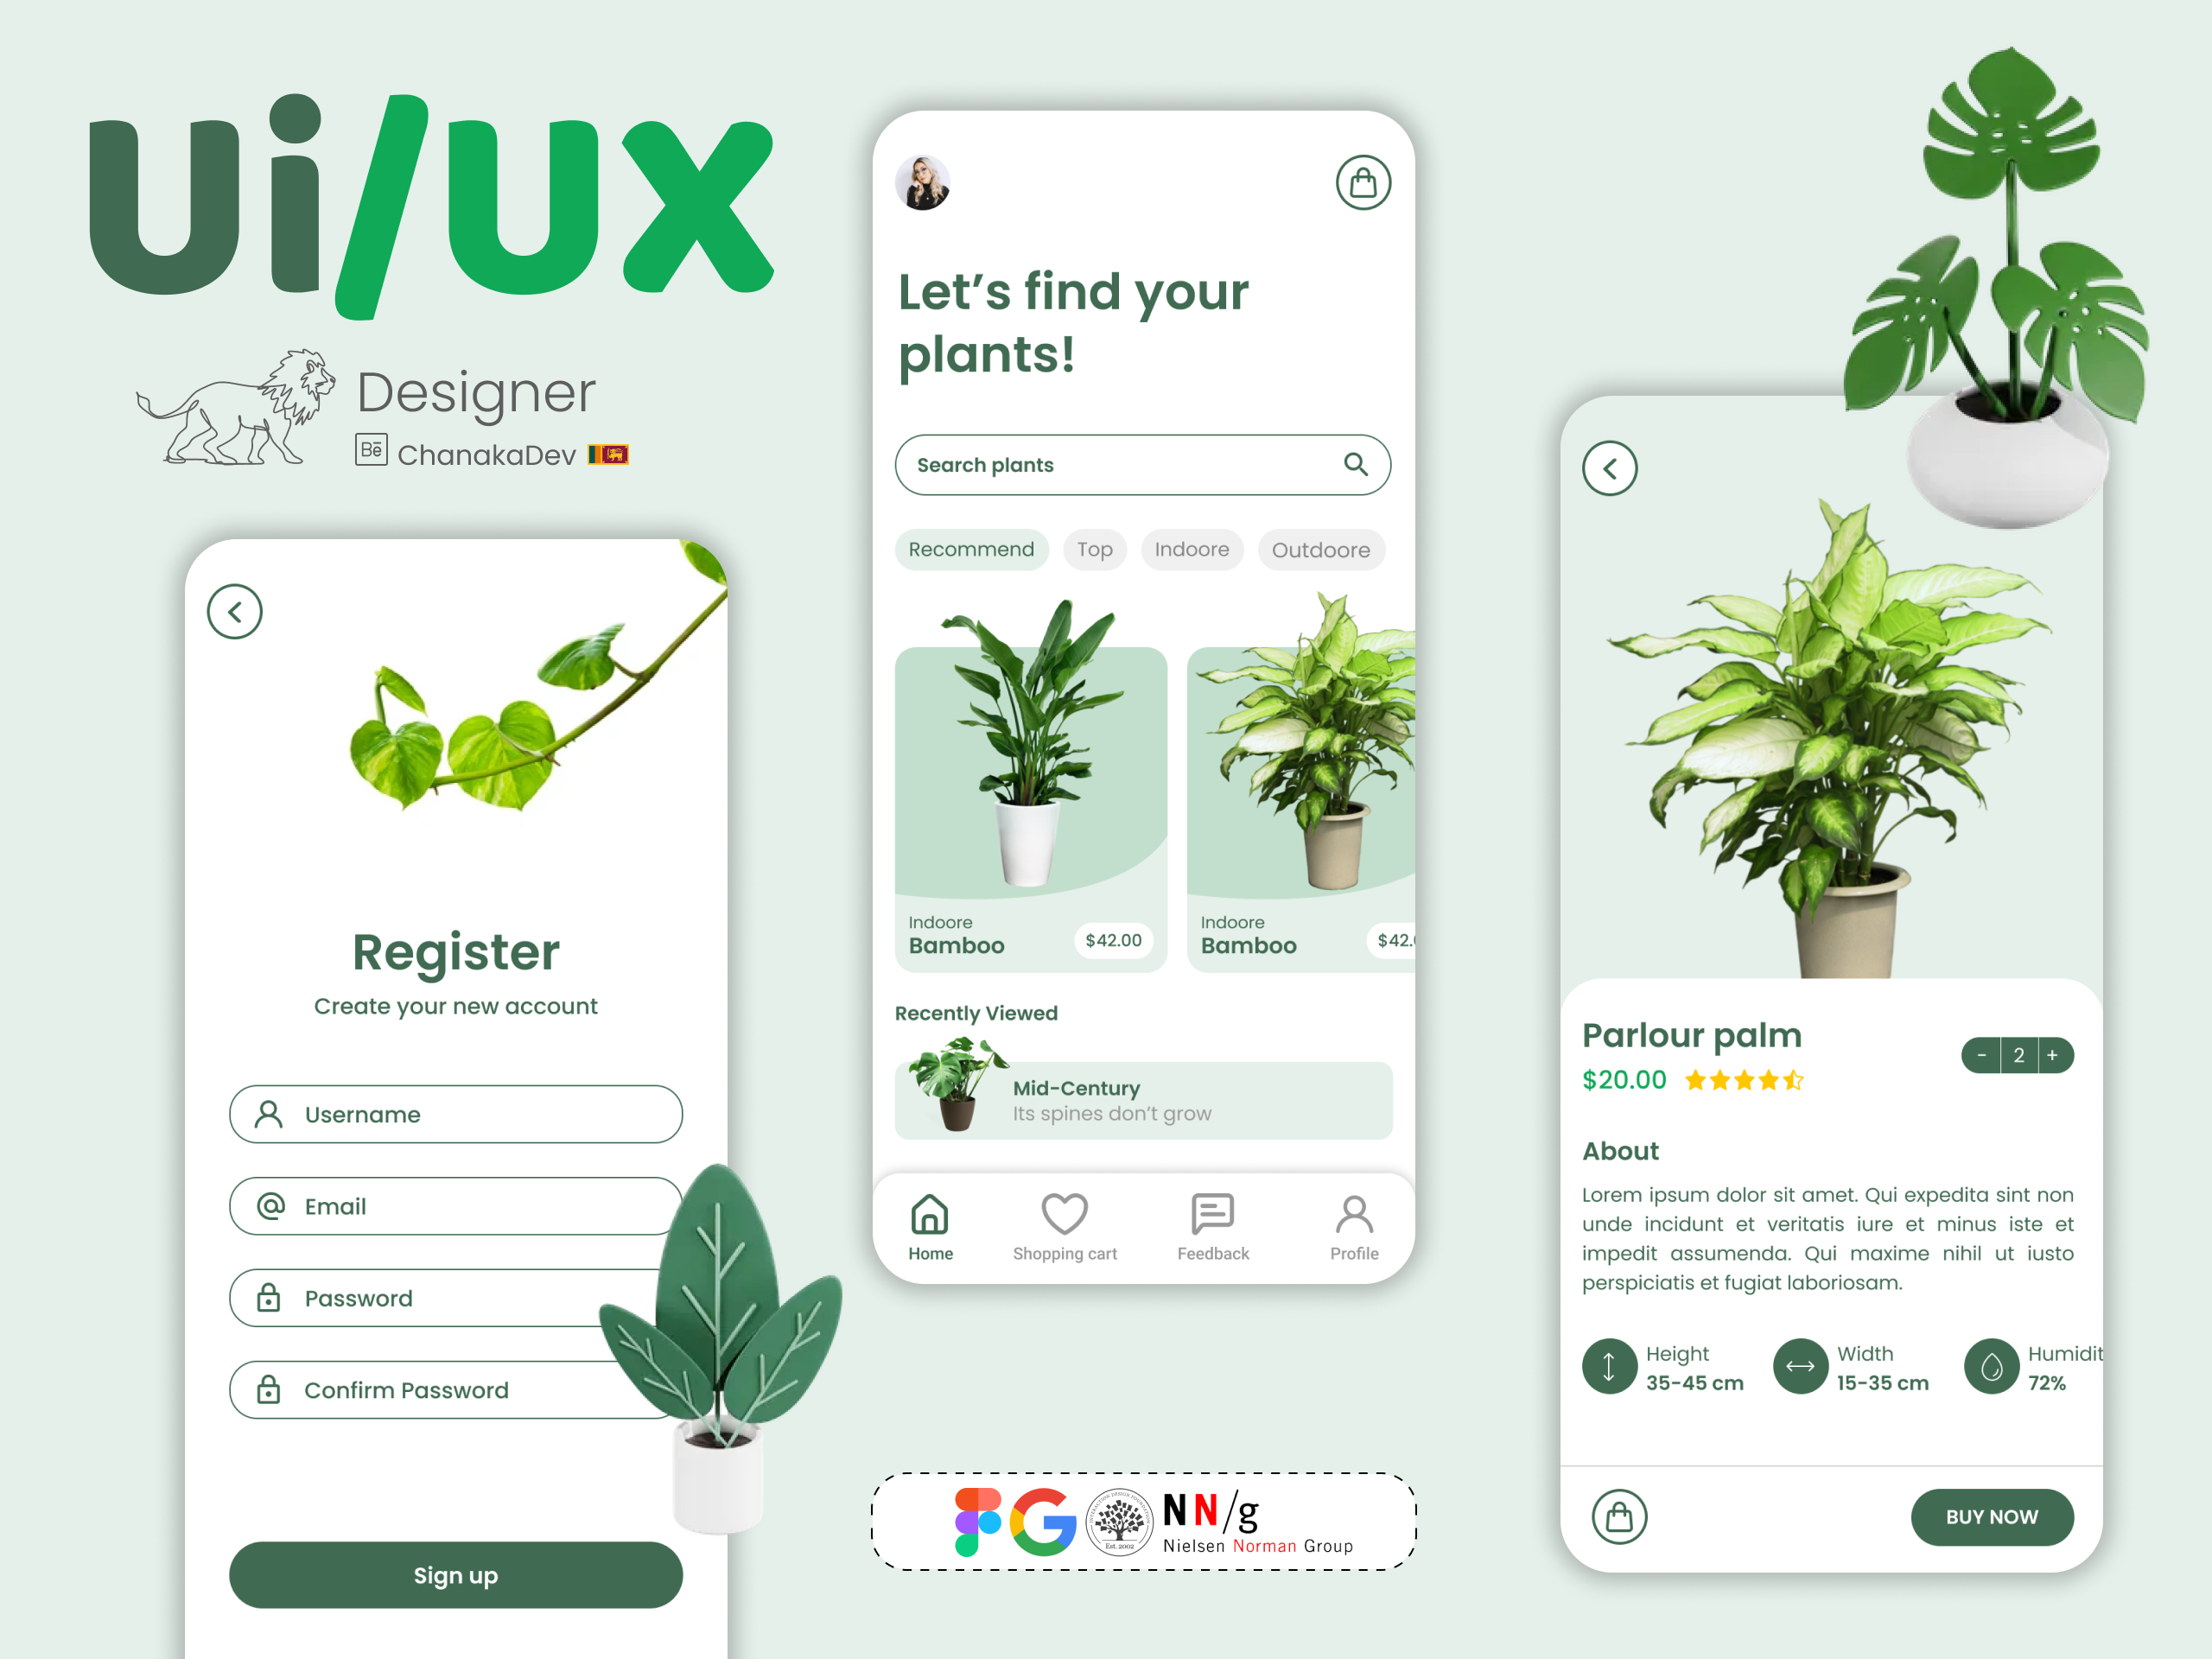 Ui/UX
Designer
Bē ChanakaDev
Register
Create your new account
Username
Email
Password
Confirm Password
Sign up
Let's find your
plants!
Search plants
Recommend Top Indoore Outdoore
Indoore
Bamboo
$42.00
Indoore
Bamboo
$42.
Recently Viewed
Mid-Century
Its spines don't grow
Home Shopping cart Feedback Profile
INTERACTION DESIGN FOUNDATION
Est. 2002
NN/g
Nielsen Norman Group
Parlour palm
$20.00
- 2 +
About
Lorem ipsum dolor sit amet. Qui expedita sint non
unde incidunt et veritatis iure et minus iste et
impedit assumenda. Qui maxime nihil ut iusto
perspiciatis et fugiat laboriosam.
Height
35-45 cm
Width
15-35 cm
Humidit
72%
BUY NOW